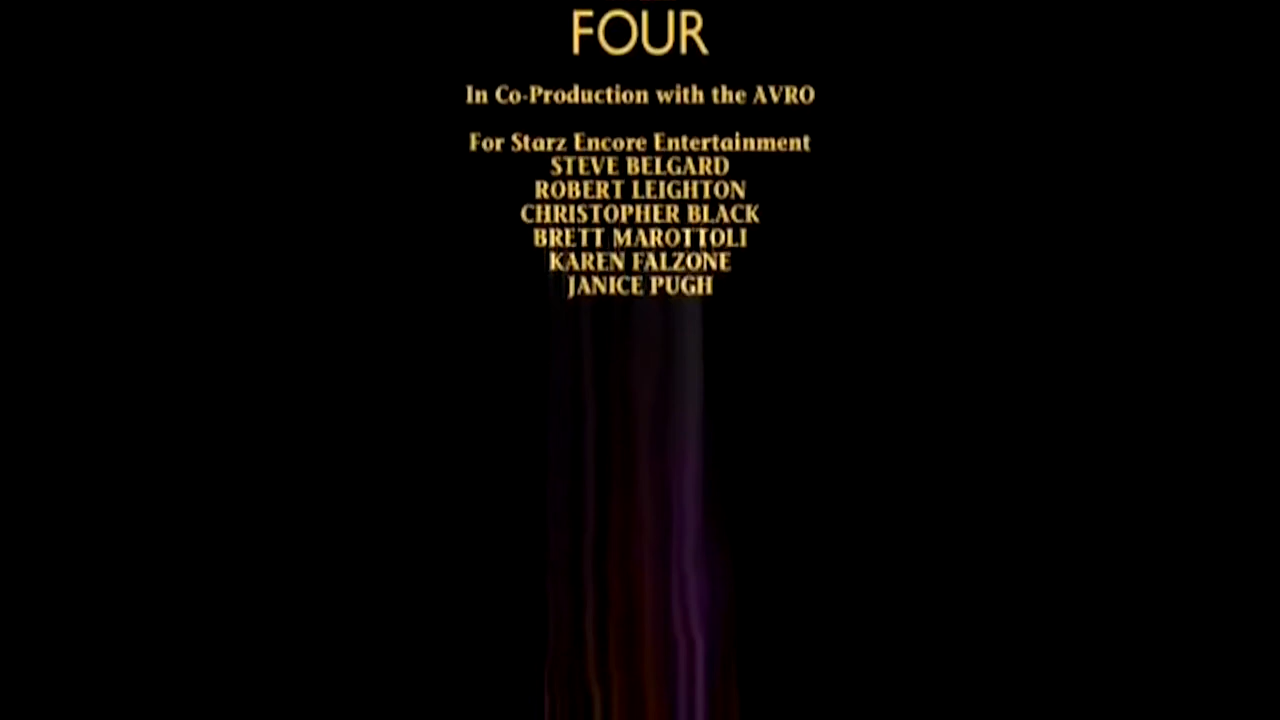 FOUR
In Co-Production with the AVRO
For Starz Encore Entertainment
STEVE BELGARD
ROBERT LEIGHTON
CHRISTOPHER BLACK
BRETT MAROTTOLI
KAREN FALZONE
JANICE PUGH